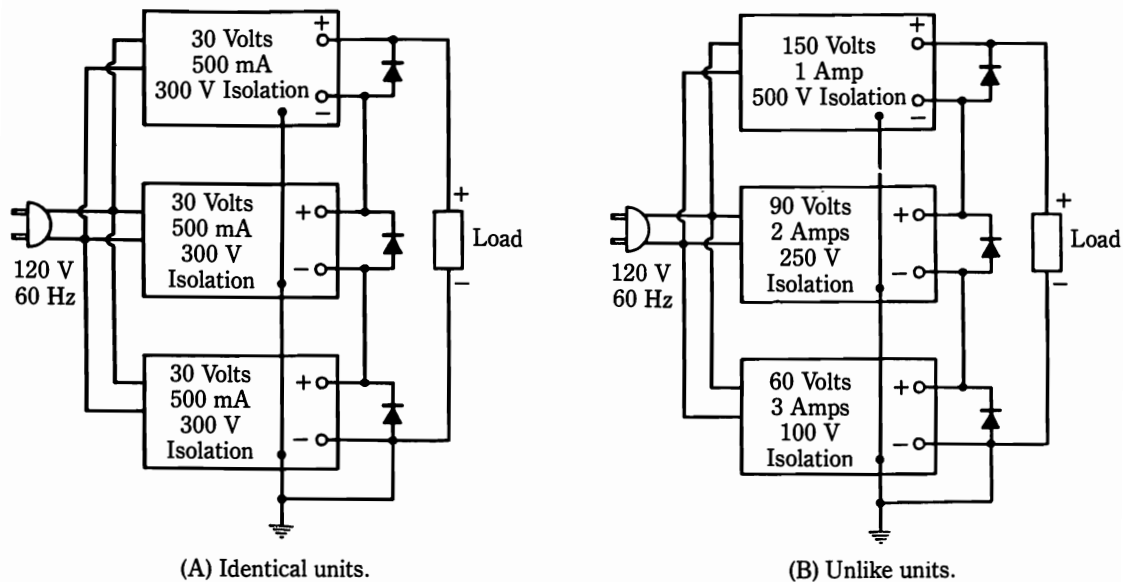 30 Volts
500 mA
300 V Isolation
+
−
30 Volts
500 mA
300 V
Isolation
+
−
30 Volts
500 mA
300 V
Isolation
+
−
120 V
60 Hz
+
Load
−
(A) Identical units.
150 Volts
1 Amp
500 V Isolation
+
−
90 Volts
2 Amps
250 V
Isolation
+
−
60 Volts
3 Amps
100 V
Isolation
+
−
120 V
60 Hz
+
Load
−
(B) Unlike units.